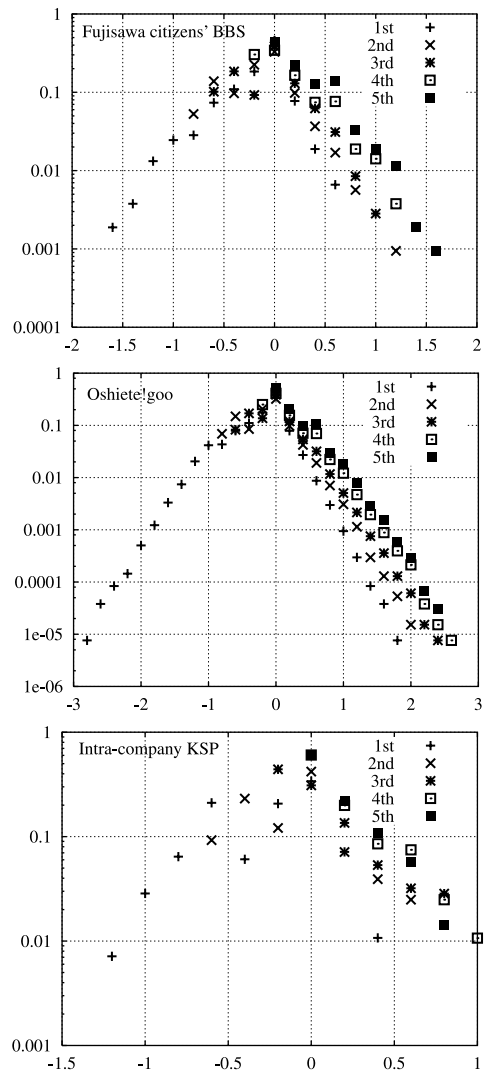 1
0.1
0.01
0.001
0.0001
Fujisawa citizens' BBS
1st
2nd
3rd
4th
5th
-2 -1.5 -1 -0.5 0 0.5 1 1.5 2
1
0.1
0.01
0.001
0.0001
1e-05
1e-06
Oshiete!goo
1st
2nd
3rd
4th
5th
-3 -2 -1 0 1 2 3
1
0.1
0.01
0.001
Intra-company KSP
1st
2nd
3rd
4th
5th
-1.5 -1 -0.5 0 0.5 1